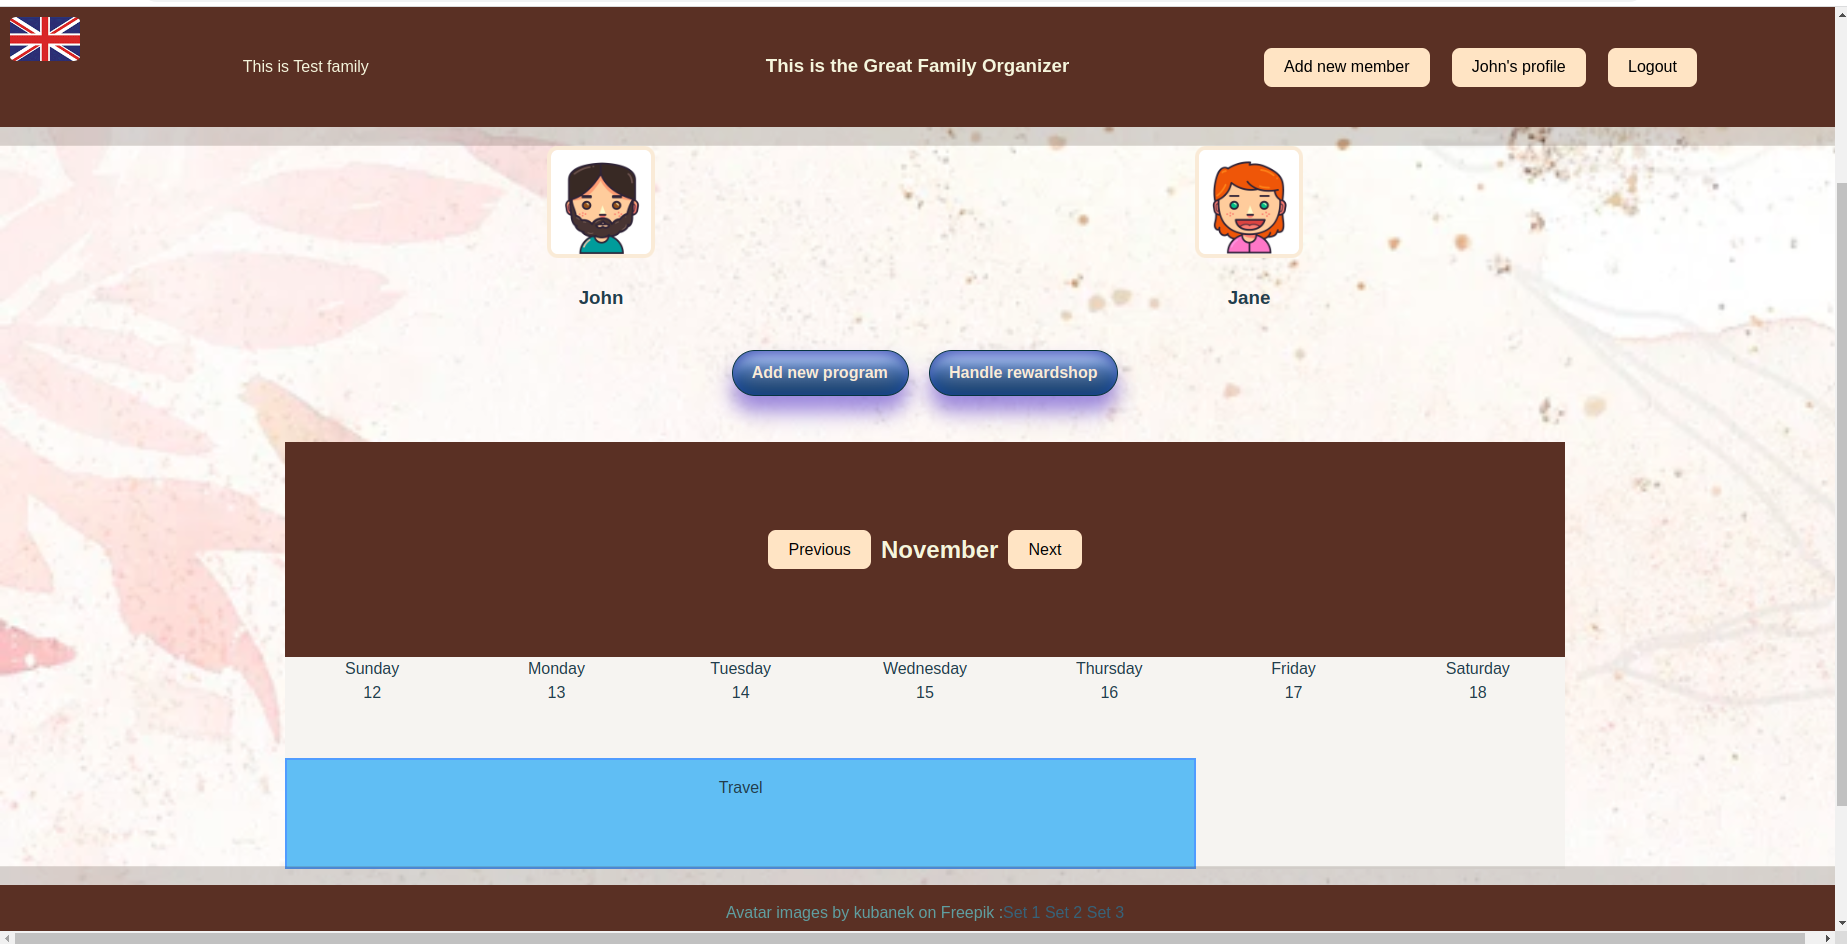 This is Test family
This is the Great Family Organizer
Add new member
John's profile
Logout
John
Jane
Add new program
Handle rewardshop
Previous
November
Next
Sunday Monday Tuesday Wednesday Thursday Friday Saturday
12 13 14 15 16 17 18
Travel
Avatar images by kubanek on Freepik :Set 1 Set 2 Set 3